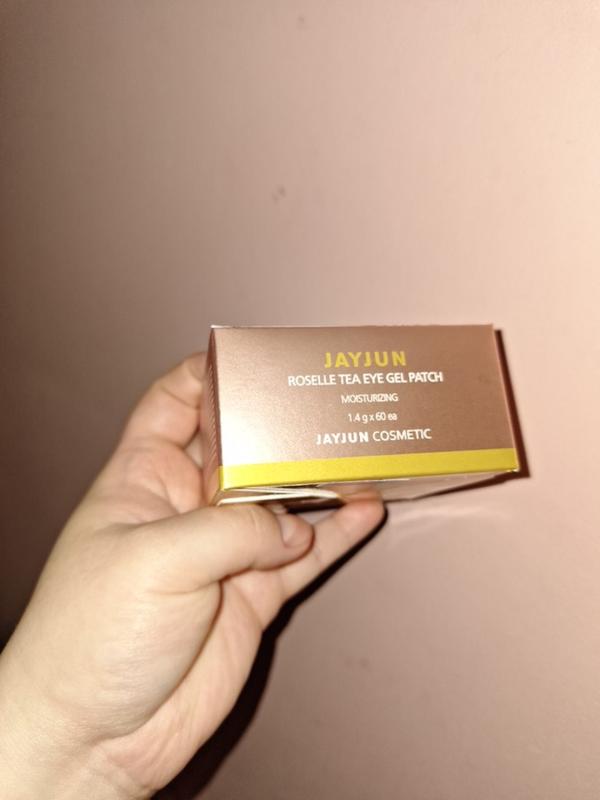 JAYJUN
ROSELLE TEA EYE GEL PATCH
MOISTURIZING
1.4 g x 60 ea
JAYJUN COSMETIC